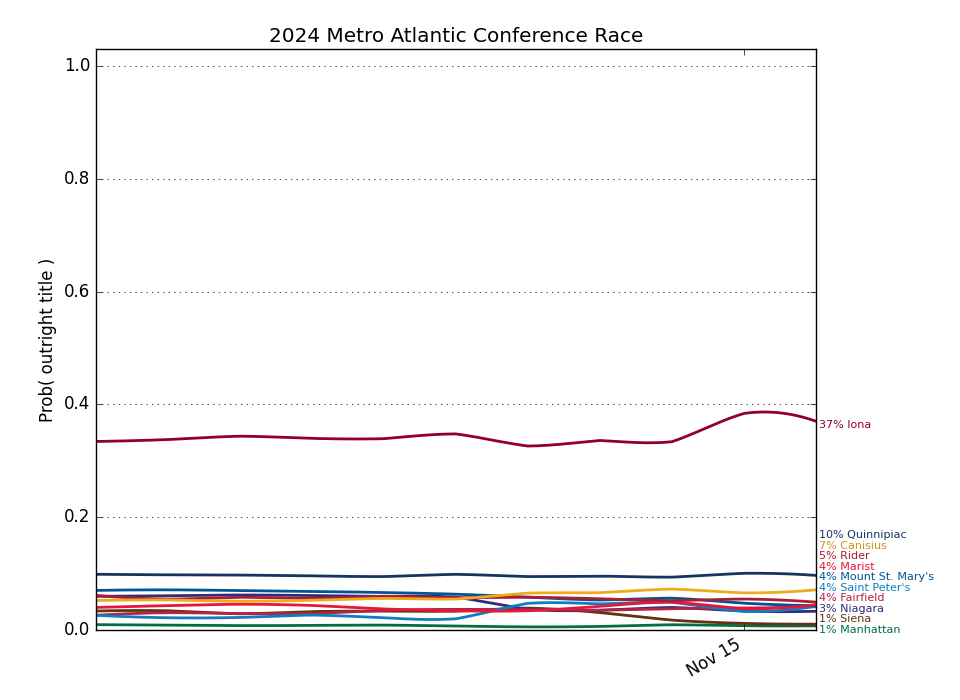 2024 Metro Atlantic Conference Race
Prob( outright title )
1.0
0.8
0.6
0.4
0.2
0.0
37% Iona
10% Quinnipiac
7% Canisius
5% Rider
4% Marist
4% Mount St. Mary's
4% Saint Peter's
4% Fairfield
3% Niagara
1% Siena
1% Manhattan
Nov 15